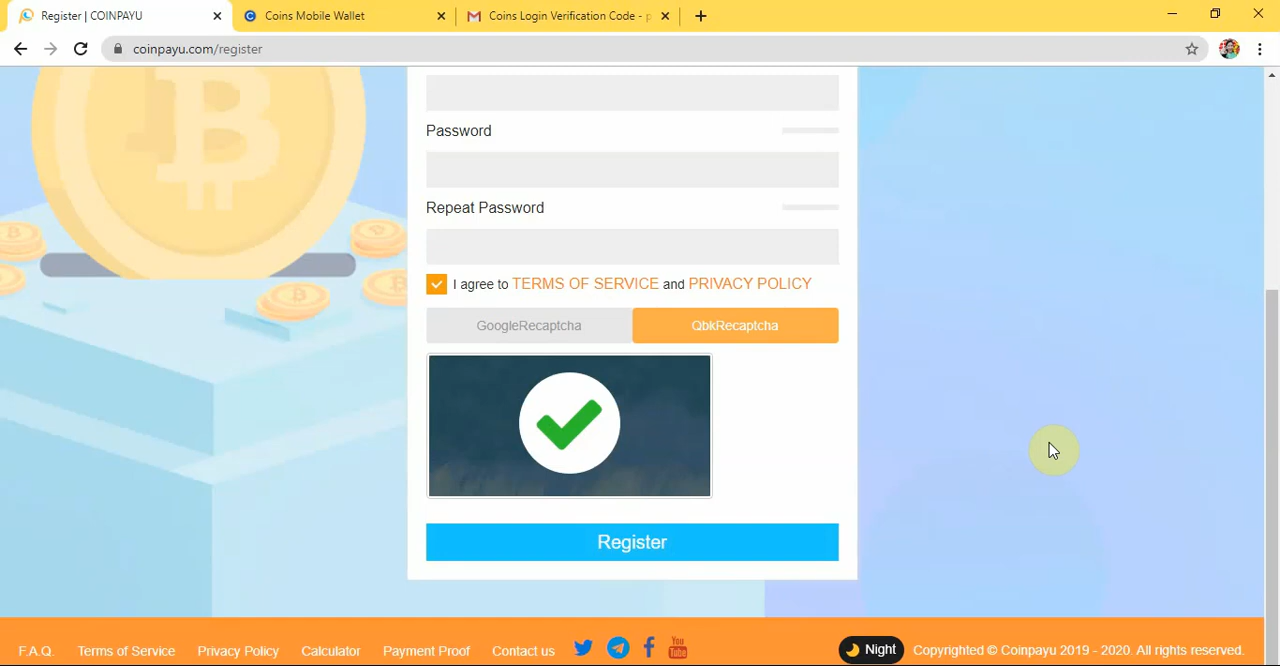 Register | COINPAYU
Coins Mobile Wallet
Coins Login Verification Code - p
coinpayu.com/register
Password
Repeat Password
I agree to TERMS OF SERVICE and PRIVACY POLICY
GoogleRecaptcha
QbkRecaptcha
Register
F.A.Q.
Terms of Service
Privacy Policy
Calculator
Payment Proof
Contact us
You
Tube
Night
Copyrighted © Coinpayu 2019 - 2020. All rights reserved.